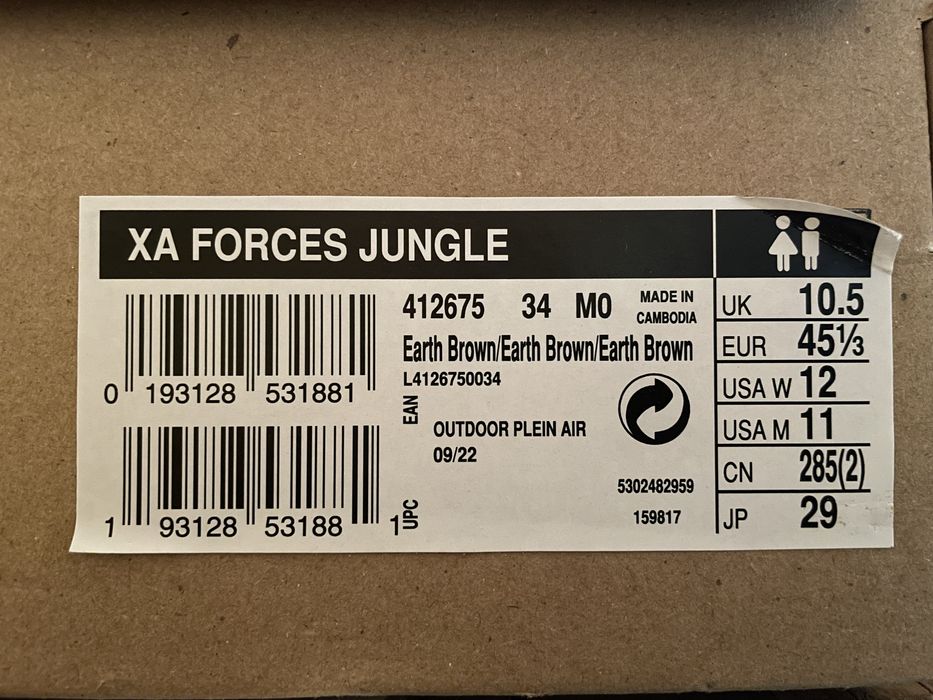 XA FORCES JUNGLE
412675 34 M0 MADE IN CAMBODIA
Earth Brown/Earth Brown/Earth Brown
L4126750034
EAN
0 193128 531881
OUTDOOR PLEIN AIR
09/22
5302482959
159817
UPC
1 93128 53188 1
UK 10.5
EUR 45⅓
USA W 12
USA M 11
CN 285(2)
JP 29